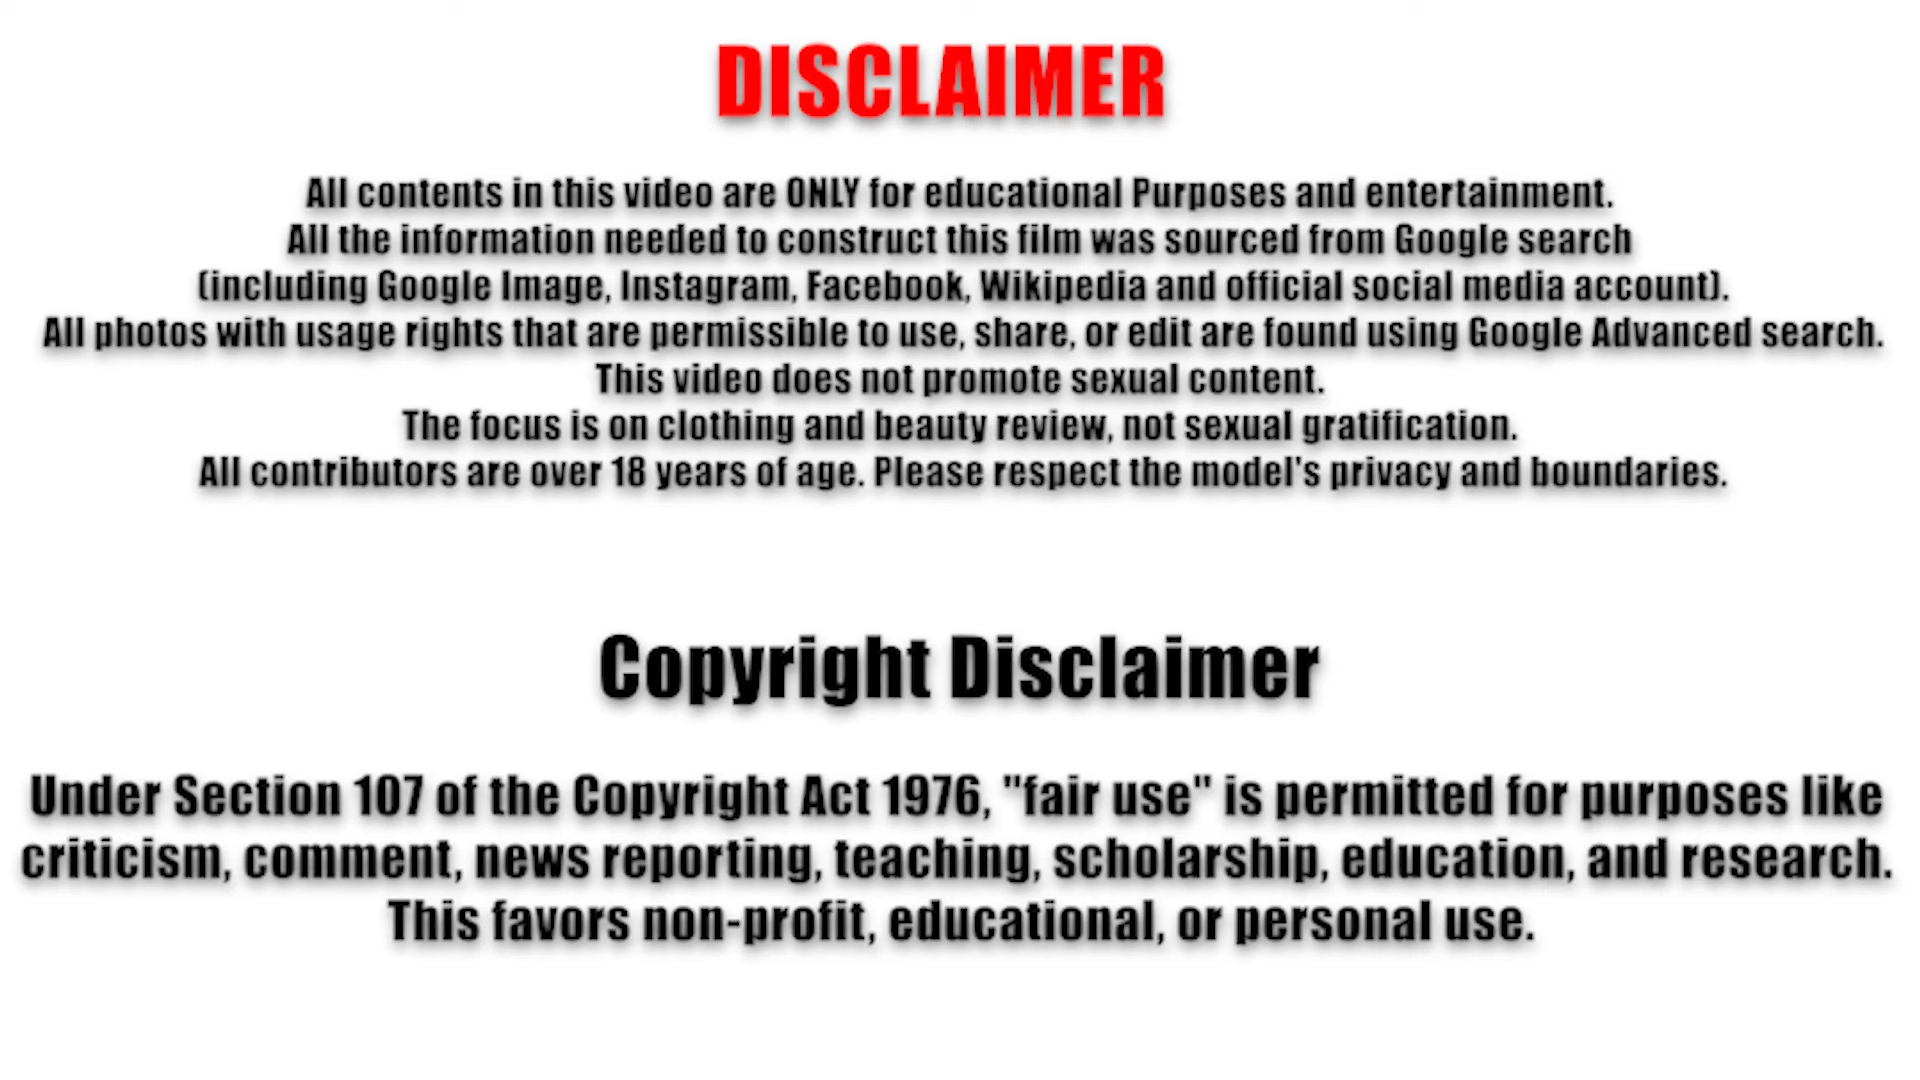 DISCLAIMER
All contents in this video are ONLY for educational Purposes and entertainment.
All the information needed to construct this film was sourced from Google search
(including Google Image, Instagram, Facebook, Wikipedia and official social media account).
All photos with usage rights that are permissible to use, share, or edit are found using Google Advanced search.
This video does not promote sexual content.
The focus is on clothing and beauty review, not sexual gratification.
All contributors are over 18 years of age. Please respect the model's privacy and boundaries.
Copyright Disclaimer
Under Section 107 of the Copyright Act 1976, "fair use" is permitted for purposes like
criticism, comment, news reporting, teaching, scholarship, education, and research.
This favors non-profit, educational, or personal use.